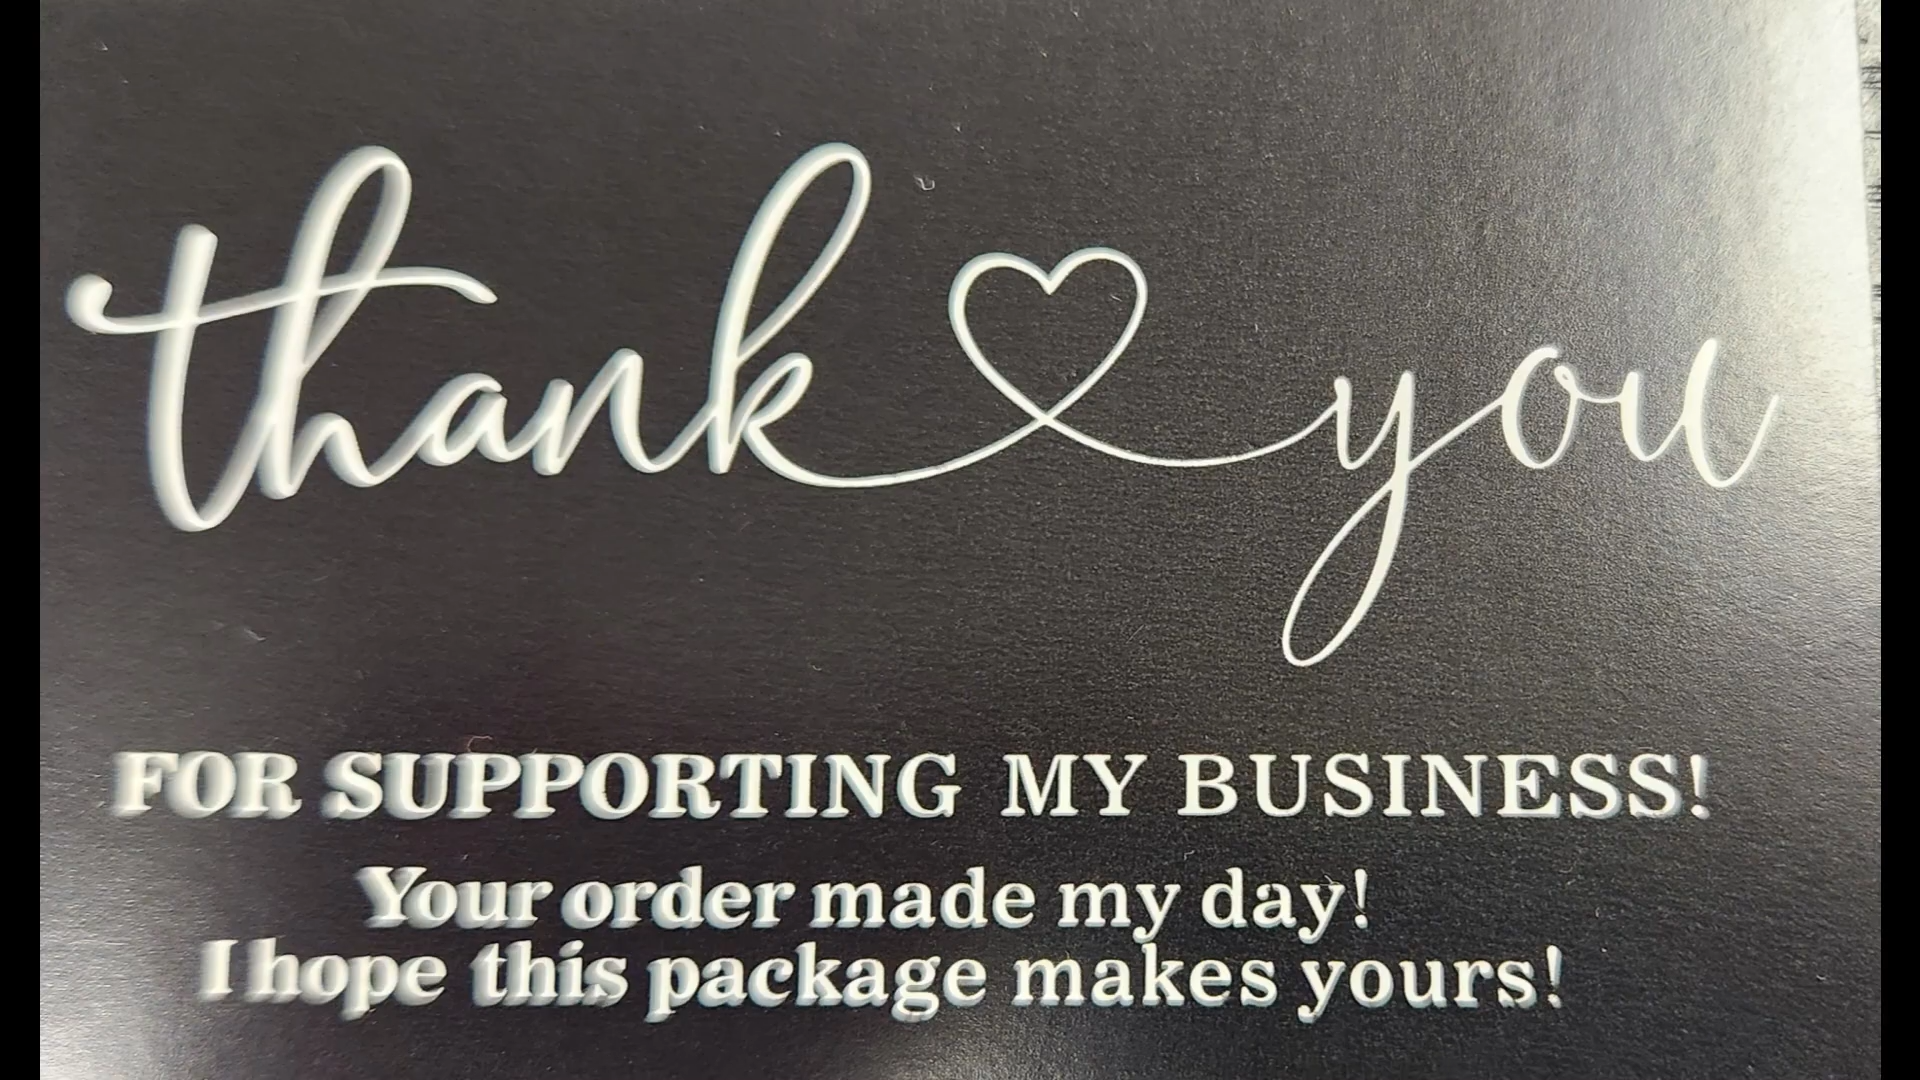 thank you
FOR SUPPORTING MY BUSINESS!
Your order made my day!
I hope this package makes yours!